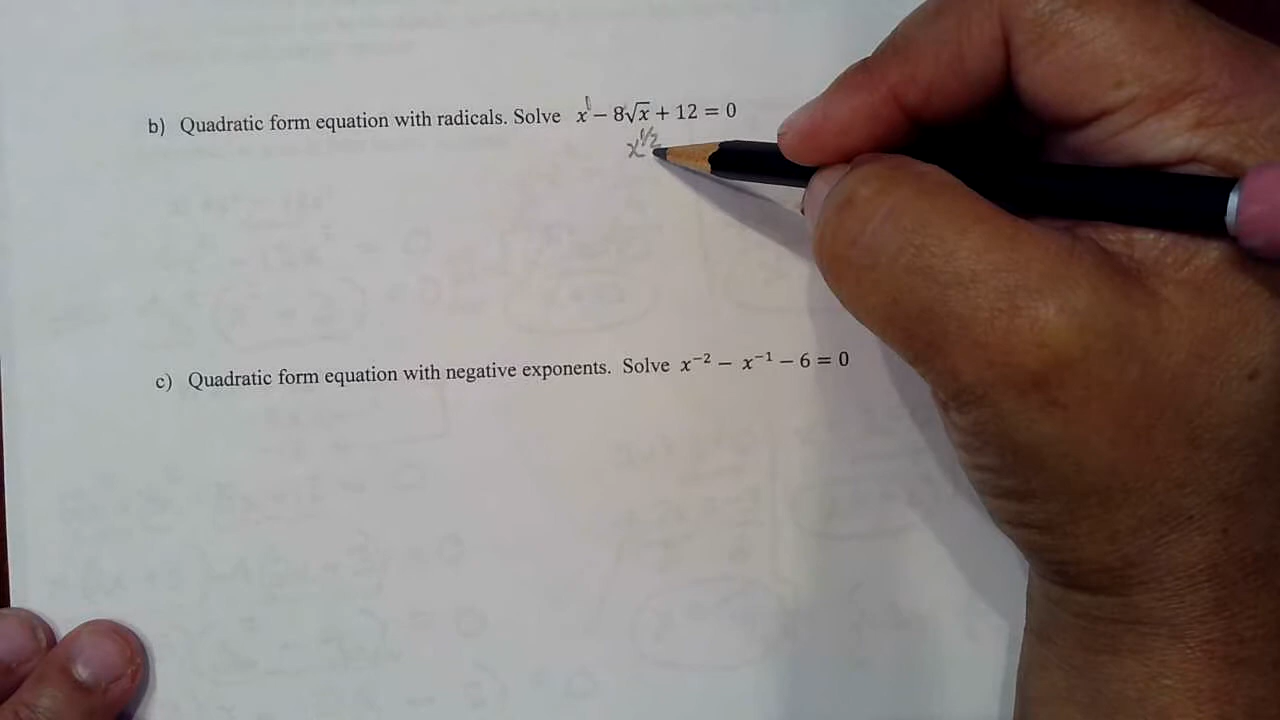 b) Quadratic form equation with radicals. Solve x¹ − 8√x + 12 = 0
x^1/2
c) Quadratic form equation with negative exponents. Solve x⁻² − x⁻¹ − 6 = 0